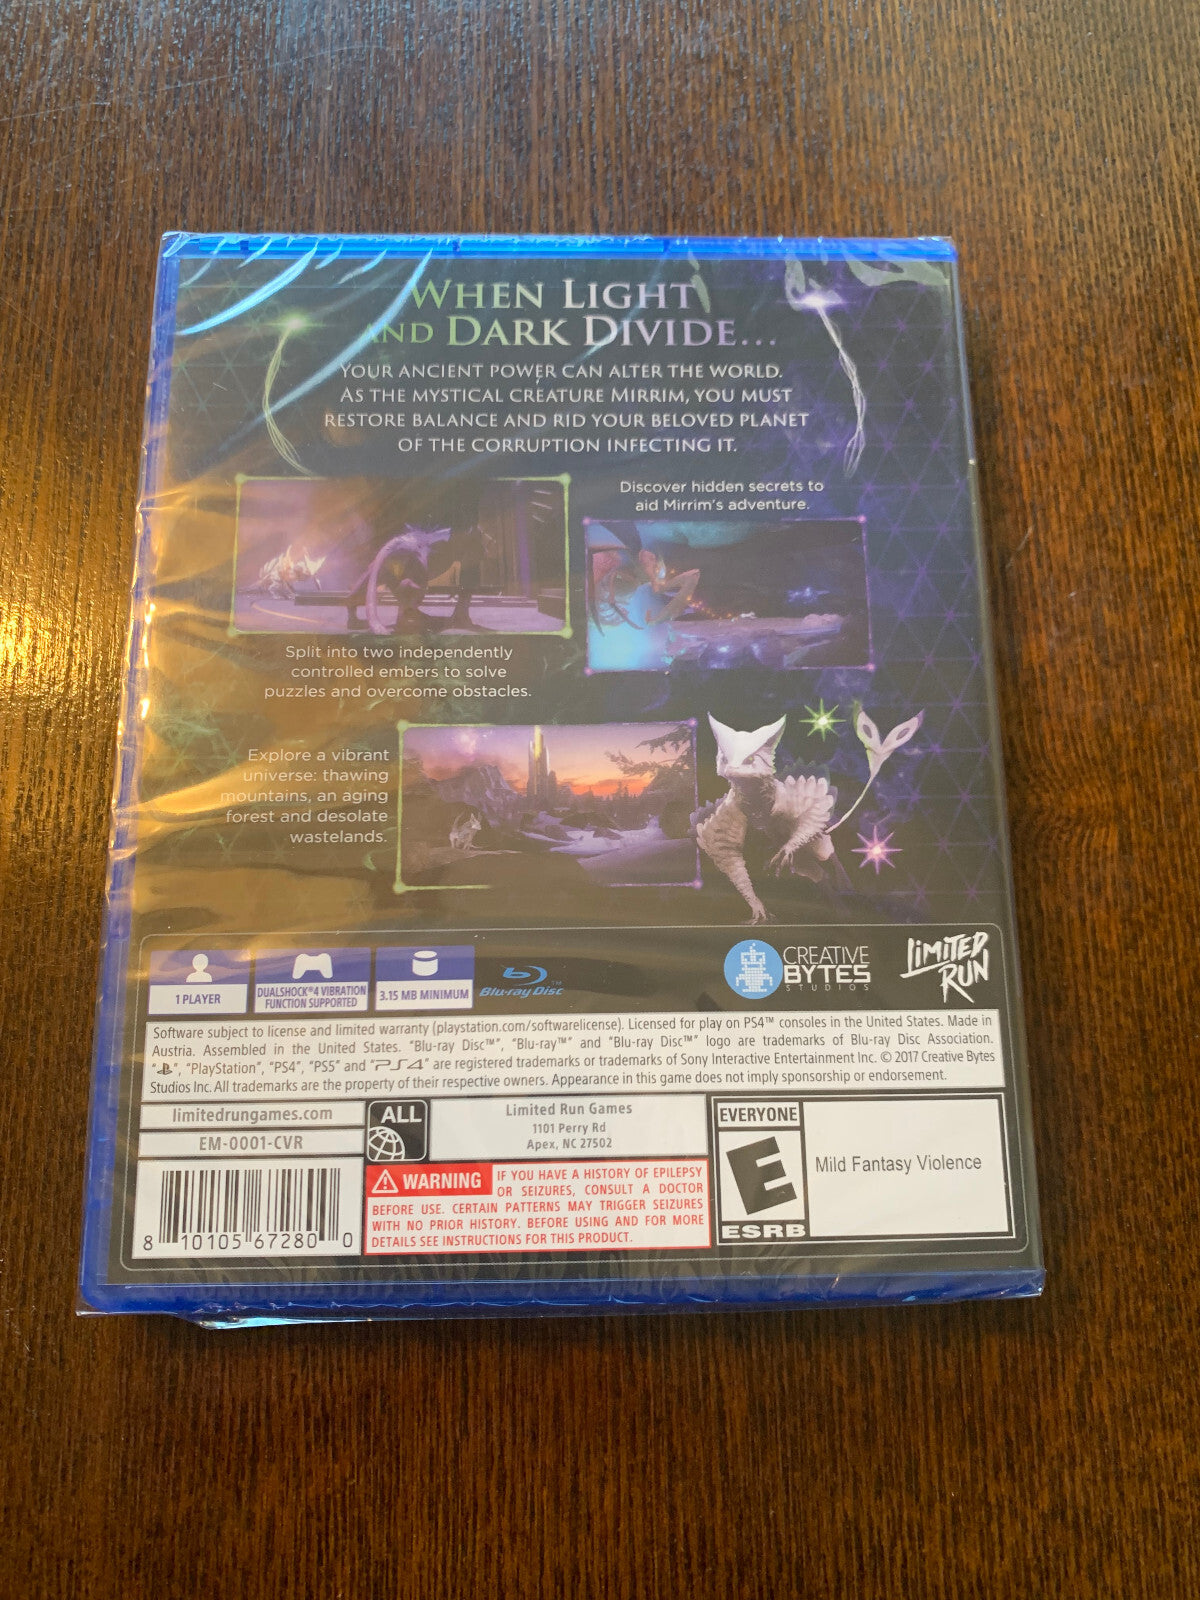 WHEN LIGHT
AND DARK DIVIDE...
YOUR ANCIENT POWER CAN ALTER THE WORLD.
AS THE MYSTICAL CREATURE MIRRIM, YOU MUST
RESTORE BALANCE AND RID YOUR BELOVED PLANET
OF THE CORRUPTION INFECTING IT.
Discover hidden secrets to
aid Mirrim's adventure.
Split into two independently
controlled embers to solve
puzzles and overcome obstacles.
Explore a vibrant
universe: thawing
mountains, an aging
forest and desolate
wastelands.
1 PLAYER
DUALSHOCK®4 VIBRATION
FUNCTION SUPPORTED
3.15 MB MINIMUM
Blu-ray Disc™
CREATIVE
BYTES
STUDIOS
LIMITED
RUN
Software subject to license and limited warranty (playstation.com/softwarelicense). Licensed for play on PS4™ consoles in the United States. Made in
Austria. Assembled in the United States. “Blu-ray Disc™”, “Blu-ray™” and “Blu-ray Disc™” logo are trademarks of Blu-ray Disc Association.
“PS”, “PlayStation”, “PS4”, “PS5” and “PS4” are registered trademarks or trademarks of Sony Interactive Entertainment Inc. © 2017 Creative Bytes
Studios Inc. All trademarks are the property of their respective owners. Appearance in this game does not imply sponsorship or endorsement.
limitedrungames.com
EM-0001-CVR
8 10105 67280 0
ALL
Limited Run Games
1101 Perry Rd
Apex, NC 27502
WARNING IF YOU HAVE A HISTORY OF EPILEPSY
OR SEIZURES, CONSULT A DOCTOR
BEFORE USE. CERTAIN PATTERNS MAY TRIGGER SEIZURES
WITH NO PRIOR HISTORY. BEFORE USING AND FOR MORE
DETAILS SEE INSTRUCTIONS FOR THIS PRODUCT.
EVERYONE
E
ESRB
Mild Fantasy Violence